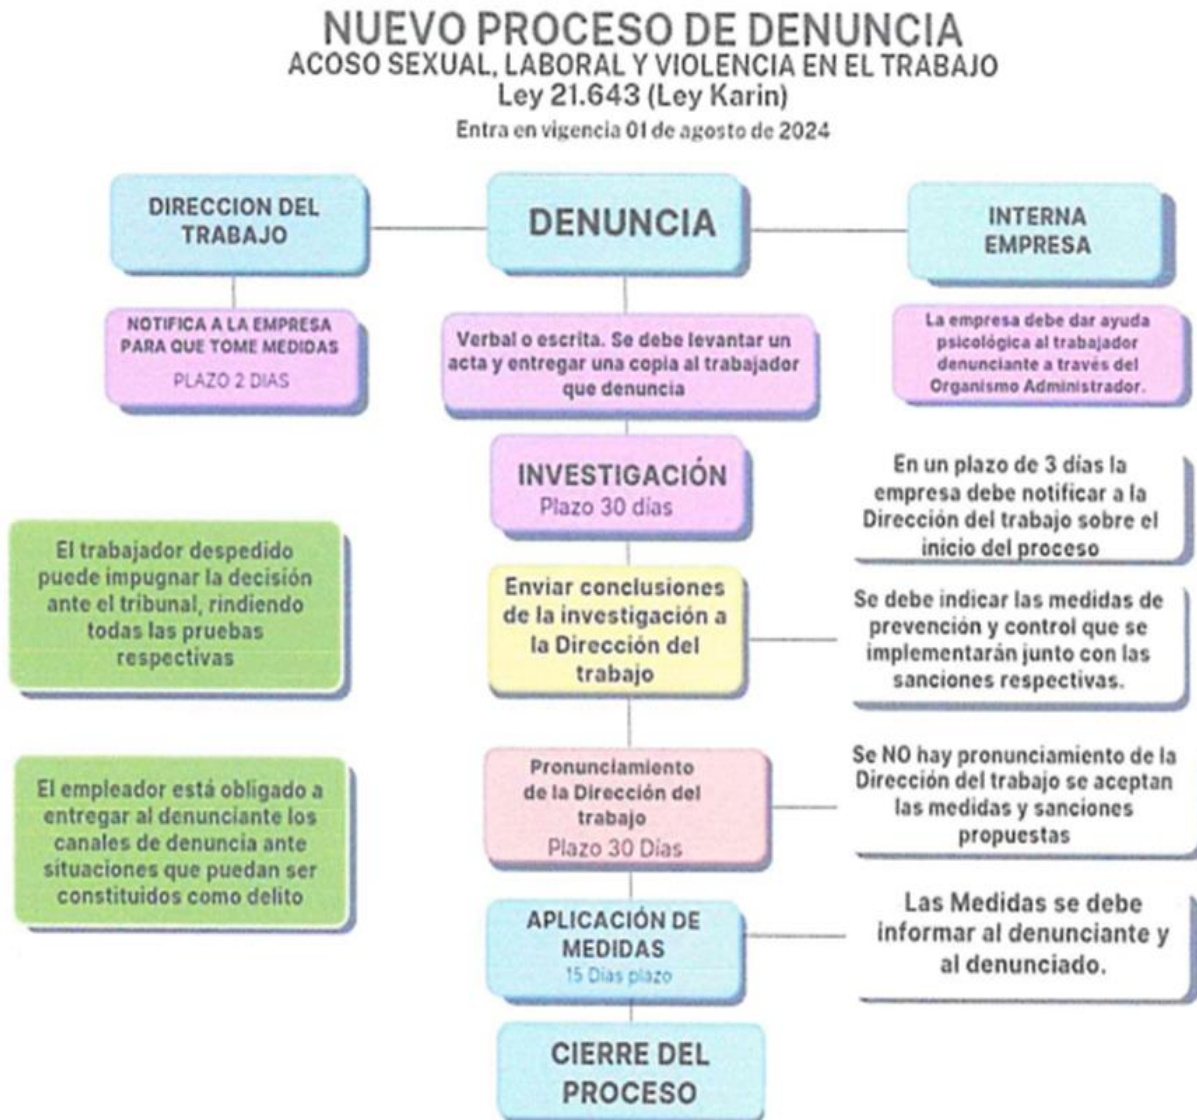 NUEVO PROCESO DE DENUNCIA
ACOSO SEXUAL, LABORAL Y VIOLENCIA EN EL TRABAJO
Ley 21.643 (Ley Karin)
Entra en vigencia 01 de agosto de 2024
DIRECCION DEL
TRABAJO
DENUNCIA
INTERNA
EMPRESA
NOTIFICA A LA EMPRESA
PARA QUE TOME MEDIDAS
PLAZO 2 DIAS
Verbal o escrita. Se debe levantar un
acta y entregar una copia al trabajador
que denuncia
La empresa debe dar ayuda
psicológica al trabajador
denunciante a través del
Organismo Administrador.
INVESTIGACIÓN
Plazo 30 días
En un plazo de 3 días la
empresa debe notificar a la
Dirección del trabajo sobre el
inicio del proceso
El trabajador despedido
puede impugnar la decisión
ante el tribunal, rindiendo
todas las pruebas
respectivas
Enviar conclusiones
de la investigación a
la Dirección del
trabajo
Se debe indicar las medidas de
prevención y control que se
implementarán junto con las
sanciones respectivas.
El empleador está obligado a
entregar al denunciante los
canales de denuncia ante
situaciones que puedan ser
constituidos como delito
Pronunciamiento
de la Dirección del
trabajo
Plazo 30 Días
Se NO hay pronunciamiento de la
Dirección del trabajo se aceptan
las medidas y sanciones
propuestas
APLICACIÓN DE
MEDIDAS
15 Días plazo
Las Medidas se debe
informar al denunciante y
al denunciado.
CIERRE DEL
PROCESO